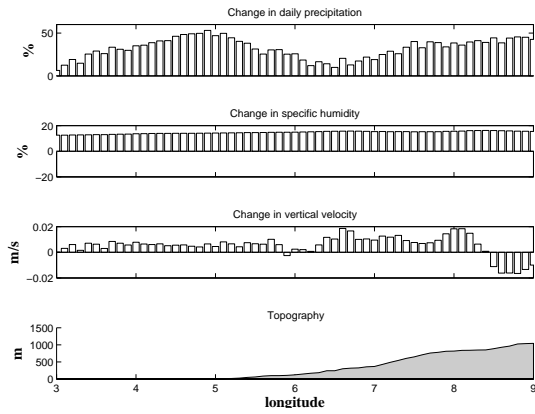 Change in daily precipitation
50
0
%
Change in specific humidity
20
0
−20
%
Change in vertical velocity
0.02
0
−0.02
m/s
Topography
1500
1000
500
0
m
3 4 5 6 7 8 9
longitude